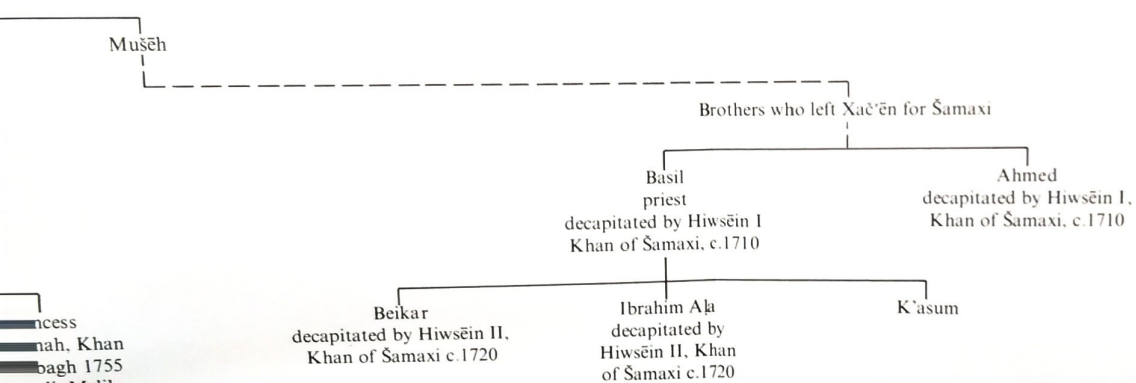 Mušēh
Brothers who left Xač‘ēn for Šamaxi
Basil
priest
decapitated by Hiwsēin I
Khan of Šamaxi, c.1710
Ahmed
decapitated by Hiwsēin I,
Khan of Šamaxi, c.1710
Beikar
decapitated by Hiwsēin II,
Khan of Šamaxi c.1720
Ibrahim Ała
decapitated by
Hiwsēin II, Khan
of Šamaxi c.1720
K‘asum
ncess
nah, Khan
bagh 1755